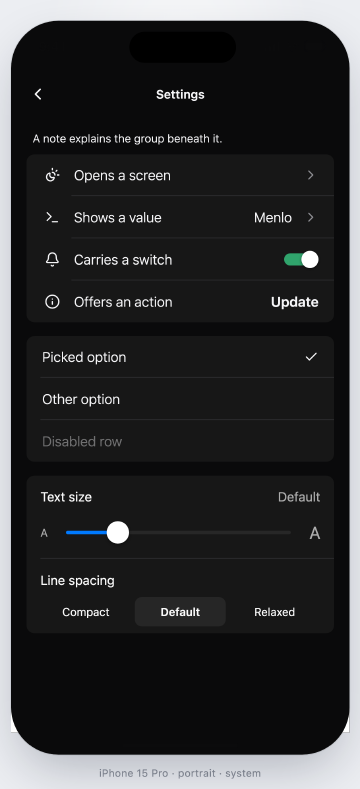 Settings
A note explains the group beneath it.
Opens a screen
Shows a value Menlo
Carries a switch
Offers an action Update
Picked option
Other option
Disabled row
Text size Default
A A
Line spacing
Compact Default Relaxed
iPhone 15 Pro · portrait · system